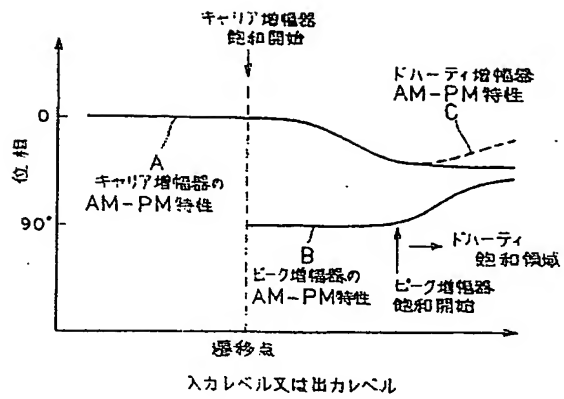 キャリア増幅器
飽和開始
ドハーティ増幅器
AM-PM特性
C
0
位相
A
キャリア増幅器の
AM-PM特性
90°
B
ピーク増幅器の
AM-PM特性
ドハーティ
飽和領域
ピーク増幅器
飽和開始
遷移点
入力レベル又は出力レベル